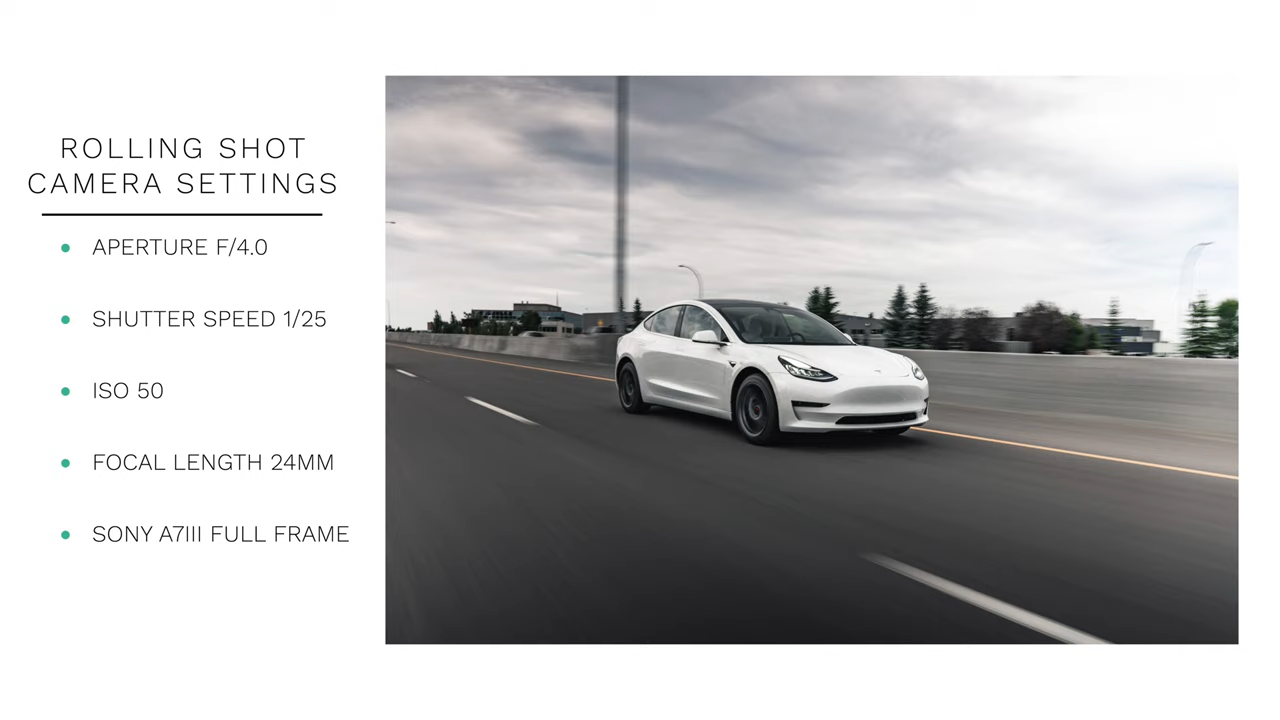 ROLLING SHOT
CAMERA SETTINGS
APERTURE F/4.0
SHUTTER SPEED 1/25
ISO 50
FOCAL LENGTH 24MM
SONY A7III FULL FRAME